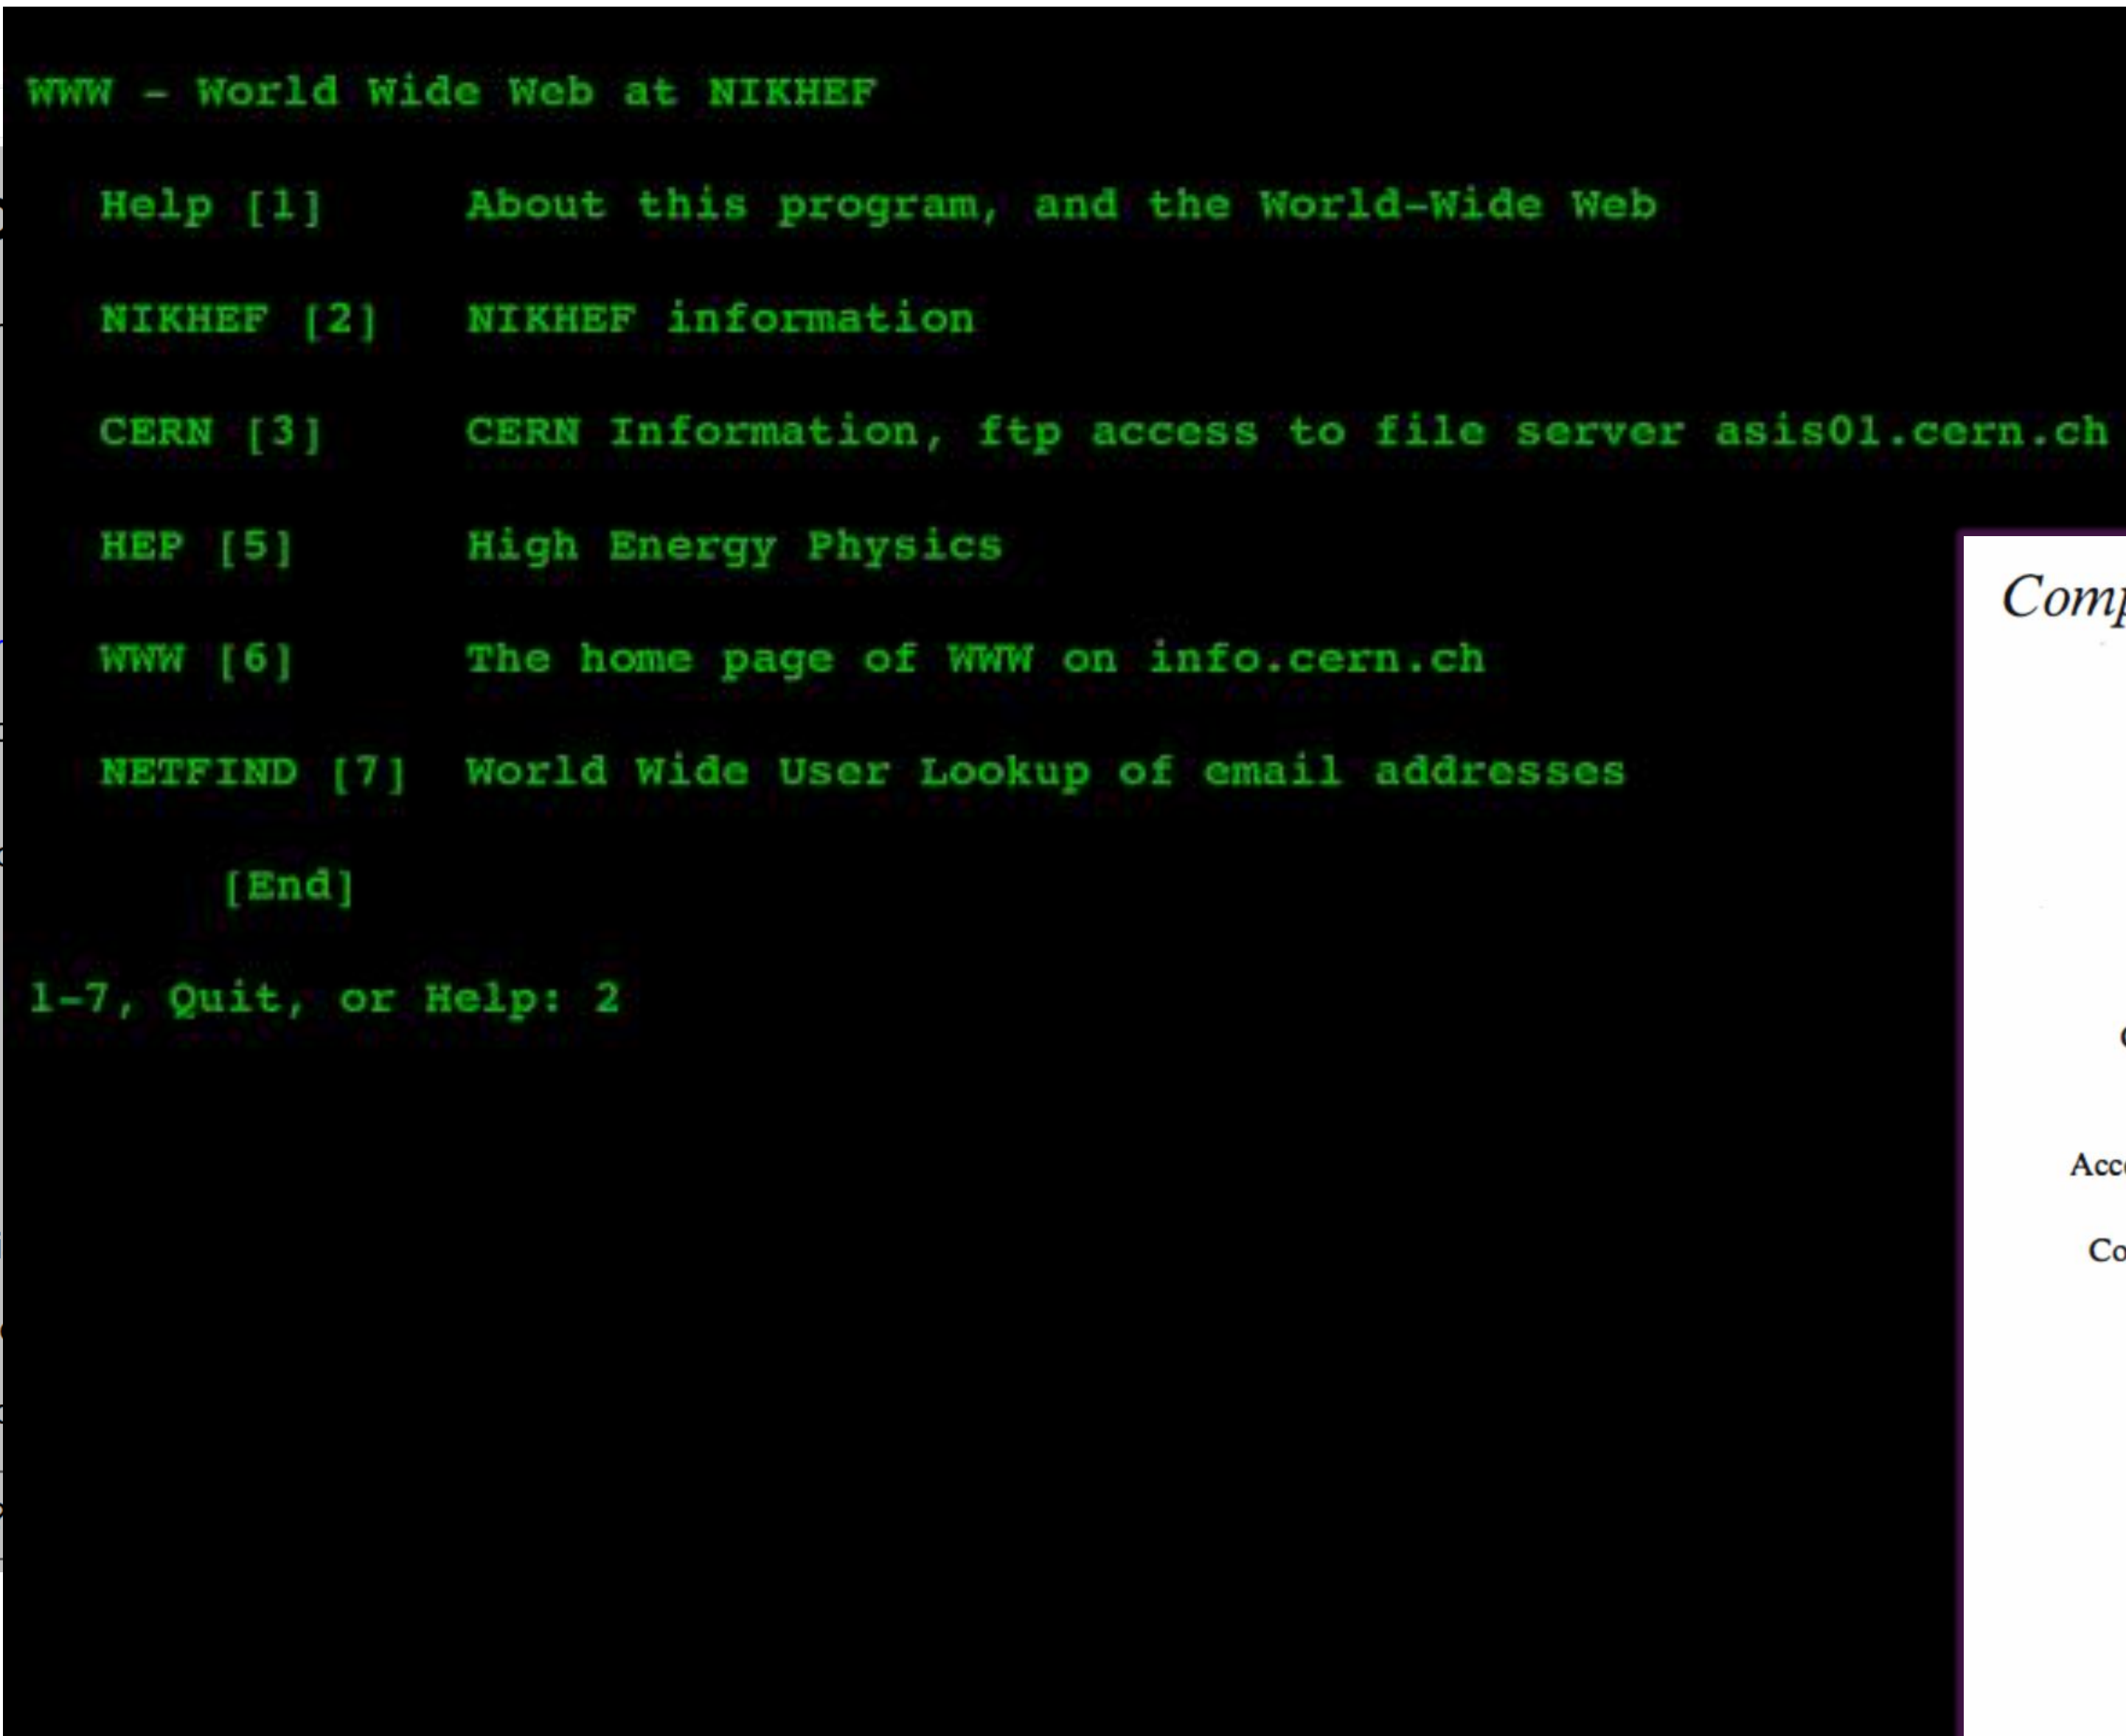 WWW - World Wide Web at NIKHEF
Help [1] About this program, and the World-Wide Web
NIKHEF [2] NIKHEF information
CERN [3] CERN Information, ftp access to file server asis01.cern.ch
HEP [5] High Energy Physics
WWW [6] The home page of WWW on info.cern.ch
NETFIND [7] World Wide User Lookup of email addresses
[End]
1-7, Quit, or Help: 2